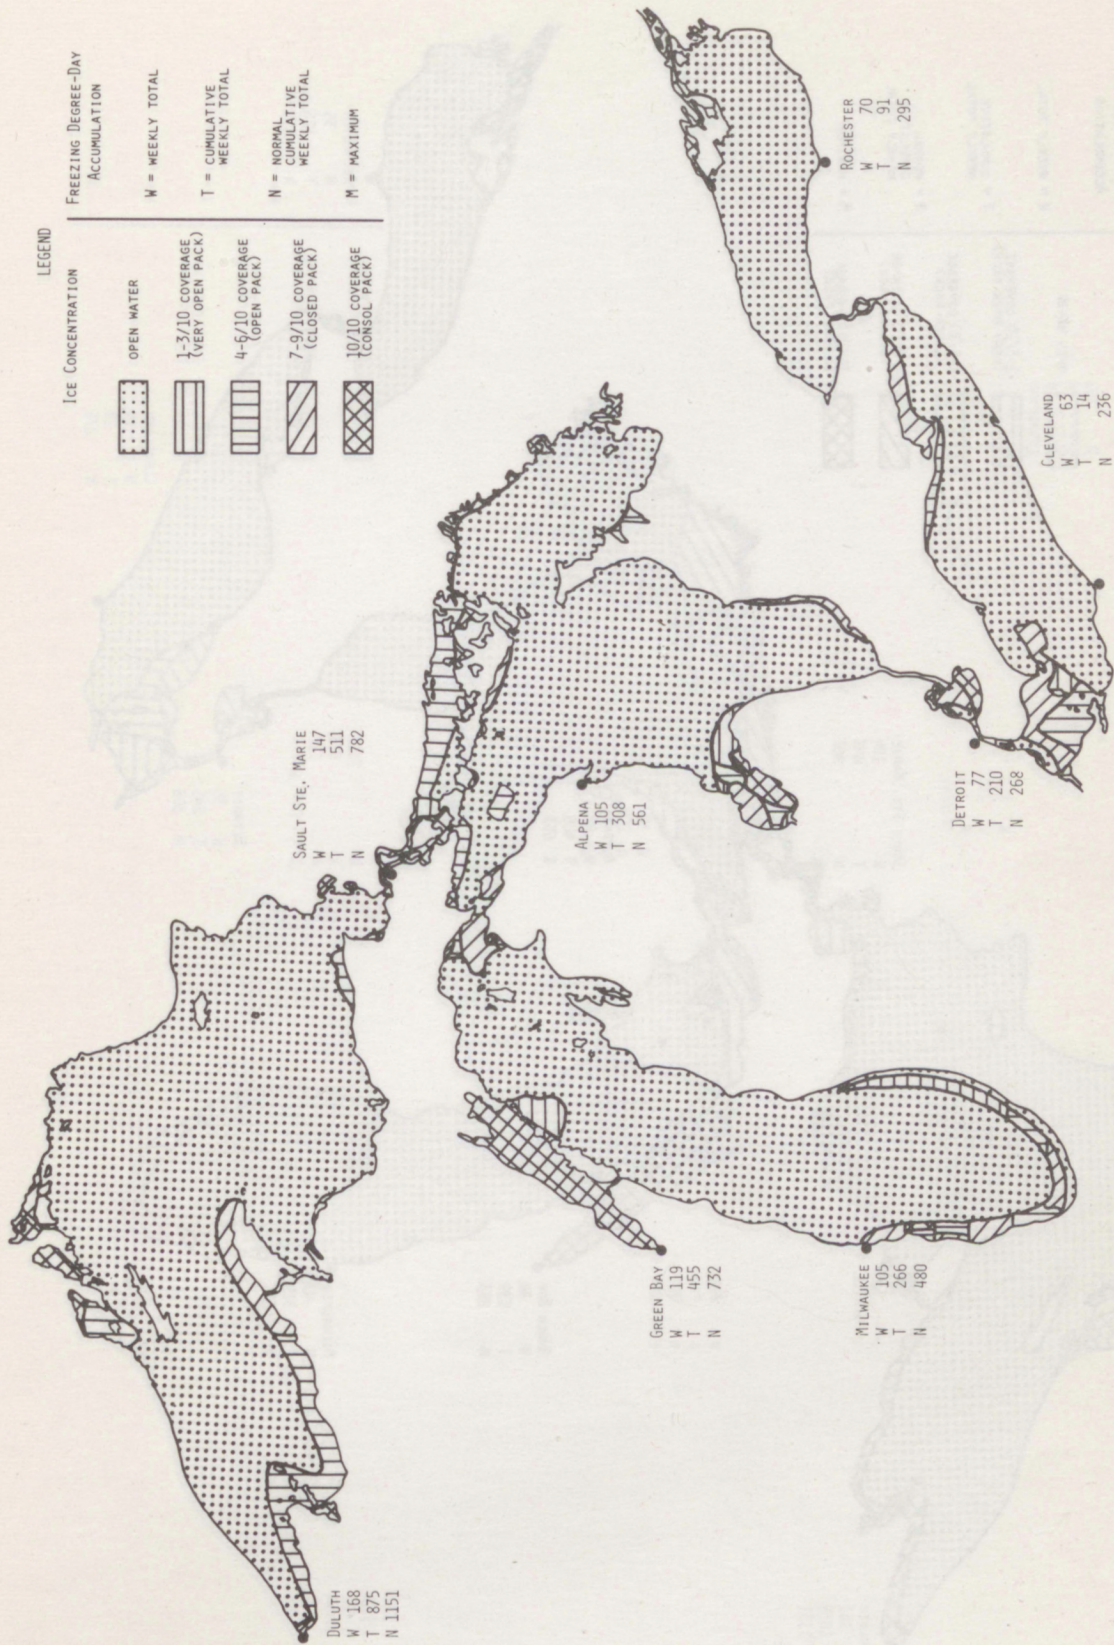 LEGEND
ICE CONCENTRATION
OPEN WATER
1-3/10 COVERAGE
(VERY OPEN PACK)
4-6/10 COVERAGE
(OPEN PACK)
7-9/10 COVERAGE
(CLOSED PACK)
10/10 COVERAGE
(CONSOL PACK)
FREEZING DEGREE-DAY
ACCUMULATION
W = WEEKLY TOTAL
T = CUMULATIVE
WEEKLY TOTAL
N = NORMAL
CUMULATIVE
WEEKLY TOTAL
M = MAXIMUM
DULUTH
W 168
T 875
N 1151
SAULT STE. MARIE
W 147
T 511
N 782
GREEN BAY
W 119
T 455
N 732
MILWAUKEE
W 105
T 266
N 480
ALPENA
W 105
T 308
N 561
DETROIT
W 77
T 210
N 268
CLEVELAND
W 63
T 14
N 236
ROCHESTER
W 70
T 91
N 295